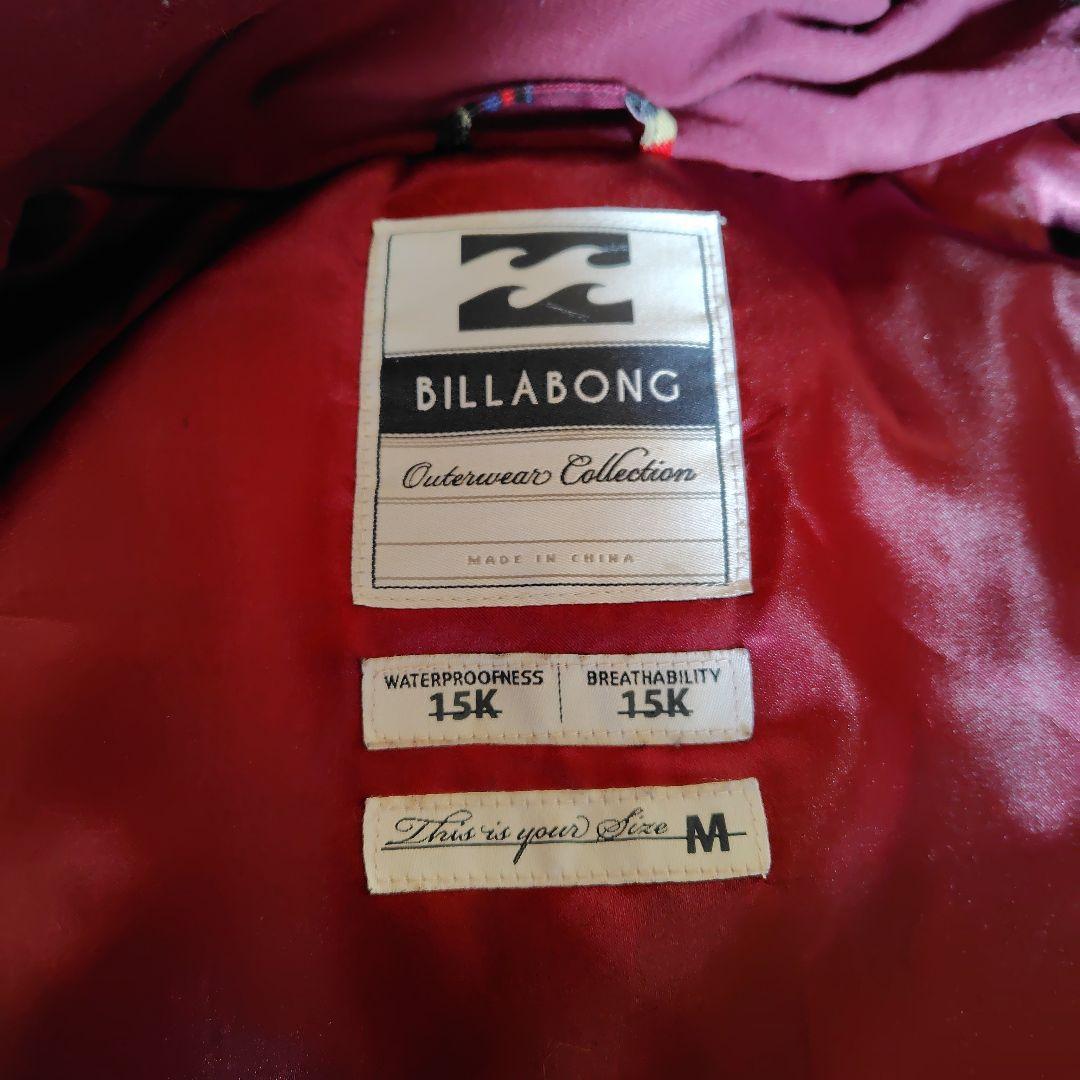 BILLABONG
Outerwear Collection
MADE IN CHINA
WATERPROOFNESS BREATHABILITY
15K 15K
This is your Size M